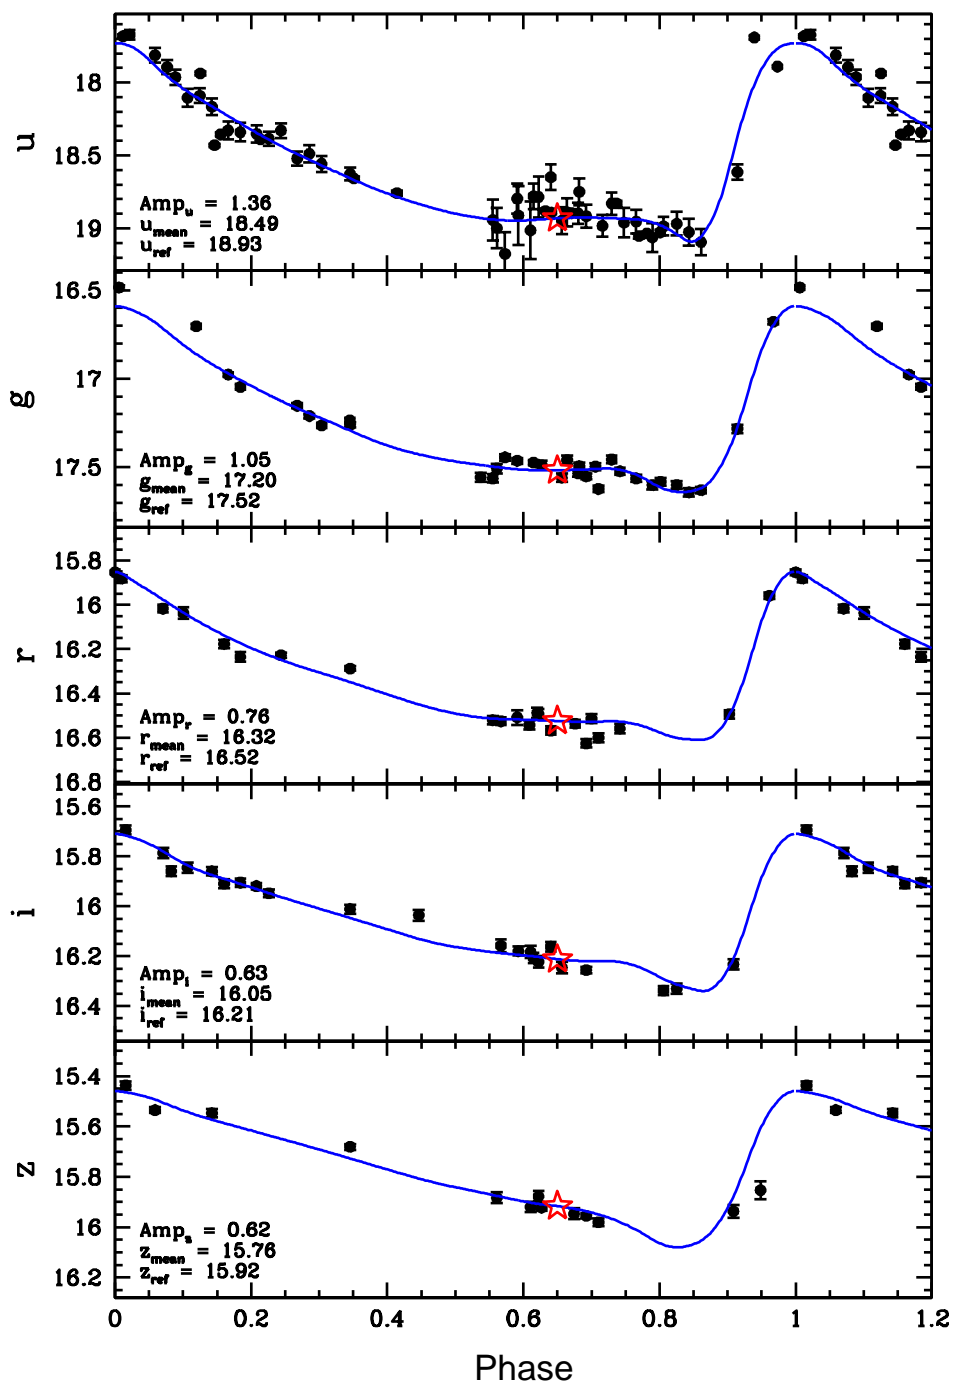 18
18.5
19
u
Amp_u = 1.36
u_mean = 18.49
u_ref = 18.93
16.5
17
17.5
g
Amp_g = 1.05
g_mean = 17.20
g_ref = 17.52
15.8
16
16.2
16.4
16.6
16.8
r
Amp_r = 0.76
r_mean = 16.32
r_ref = 16.52
15.6
15.8
16
16.2
16.4
i
Amp_i = 0.63
i_mean = 16.05
i_ref = 16.21
15.4
15.6
15.8
16
16.2
z
Amp_z = 0.62
z_mean = 15.76
z_ref = 15.92
0 0.2 0.4 0.6 0.8 1 1.2
Phase